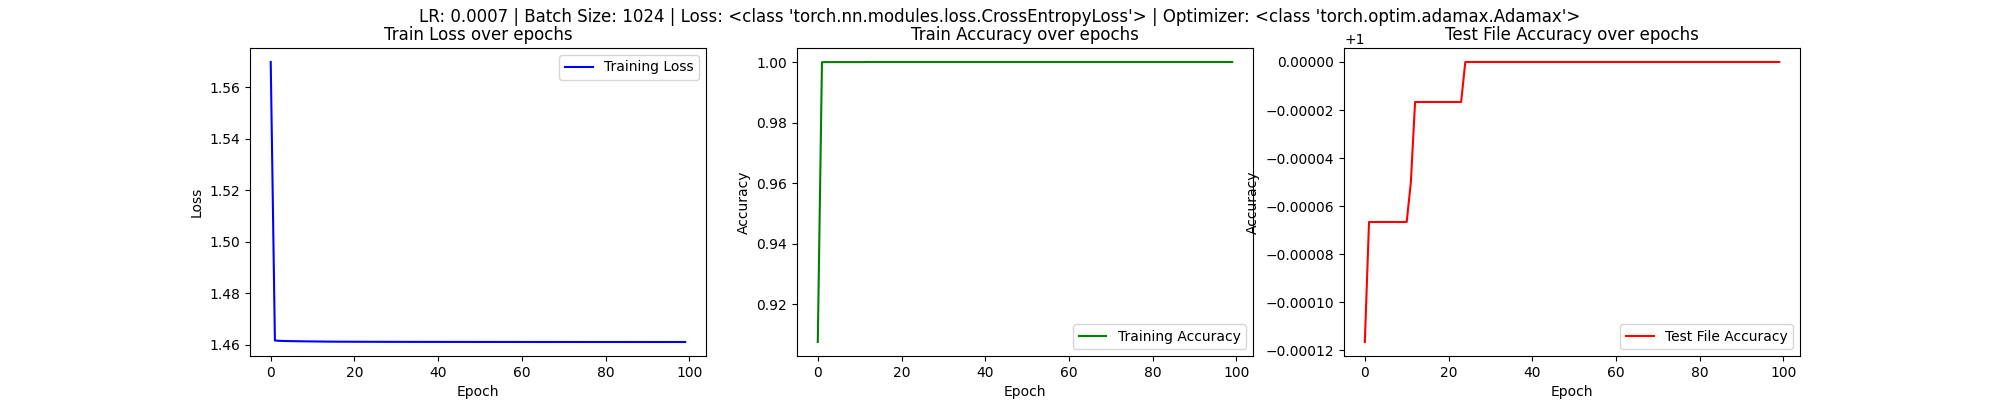 LR: 0.0007 | Batch Size: 1024 | Loss: <class 'torch.nn.modules.loss.CrossEntropyLoss'> | Optimizer: <class 'torch.optim.adamax.Adamax'>
Train Loss over epochs
1.56
1.54
1.52
1.50
1.48
1.46
Loss
Training Loss
0 20 40 60 80 100
Epoch
Train Accuracy over epochs
1.00
0.98
0.96
0.94
0.92
Accuracy
Training Accuracy
0 20 40 60 80 100
Epoch
Test File Accuracy over epochs
+1
0.00000
−0.00002
−0.00004
−0.00006
−0.00008
−0.00010
−0.00012
Accuracy
Test File Accuracy
0 20 40 60 80 100
Epoch